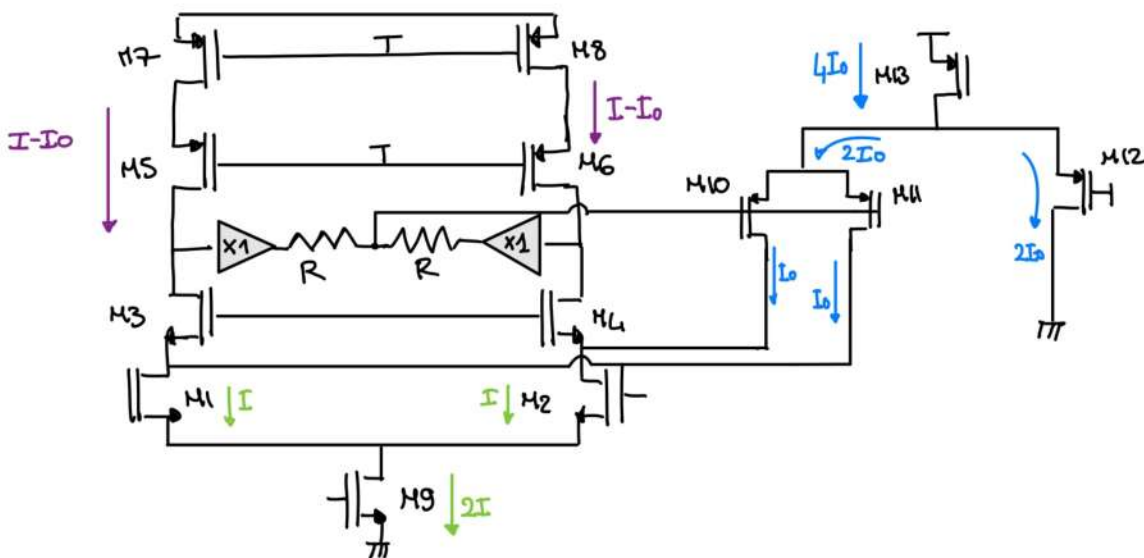 M7
M8
4I₀
M13
I-I₀
I-I₀
M5
M6
2I₀
M12
M10
M11
x1
x1
R
R
2I₀
I₀
I₀
M3
M4
M1
I
I
M2
M9
2I